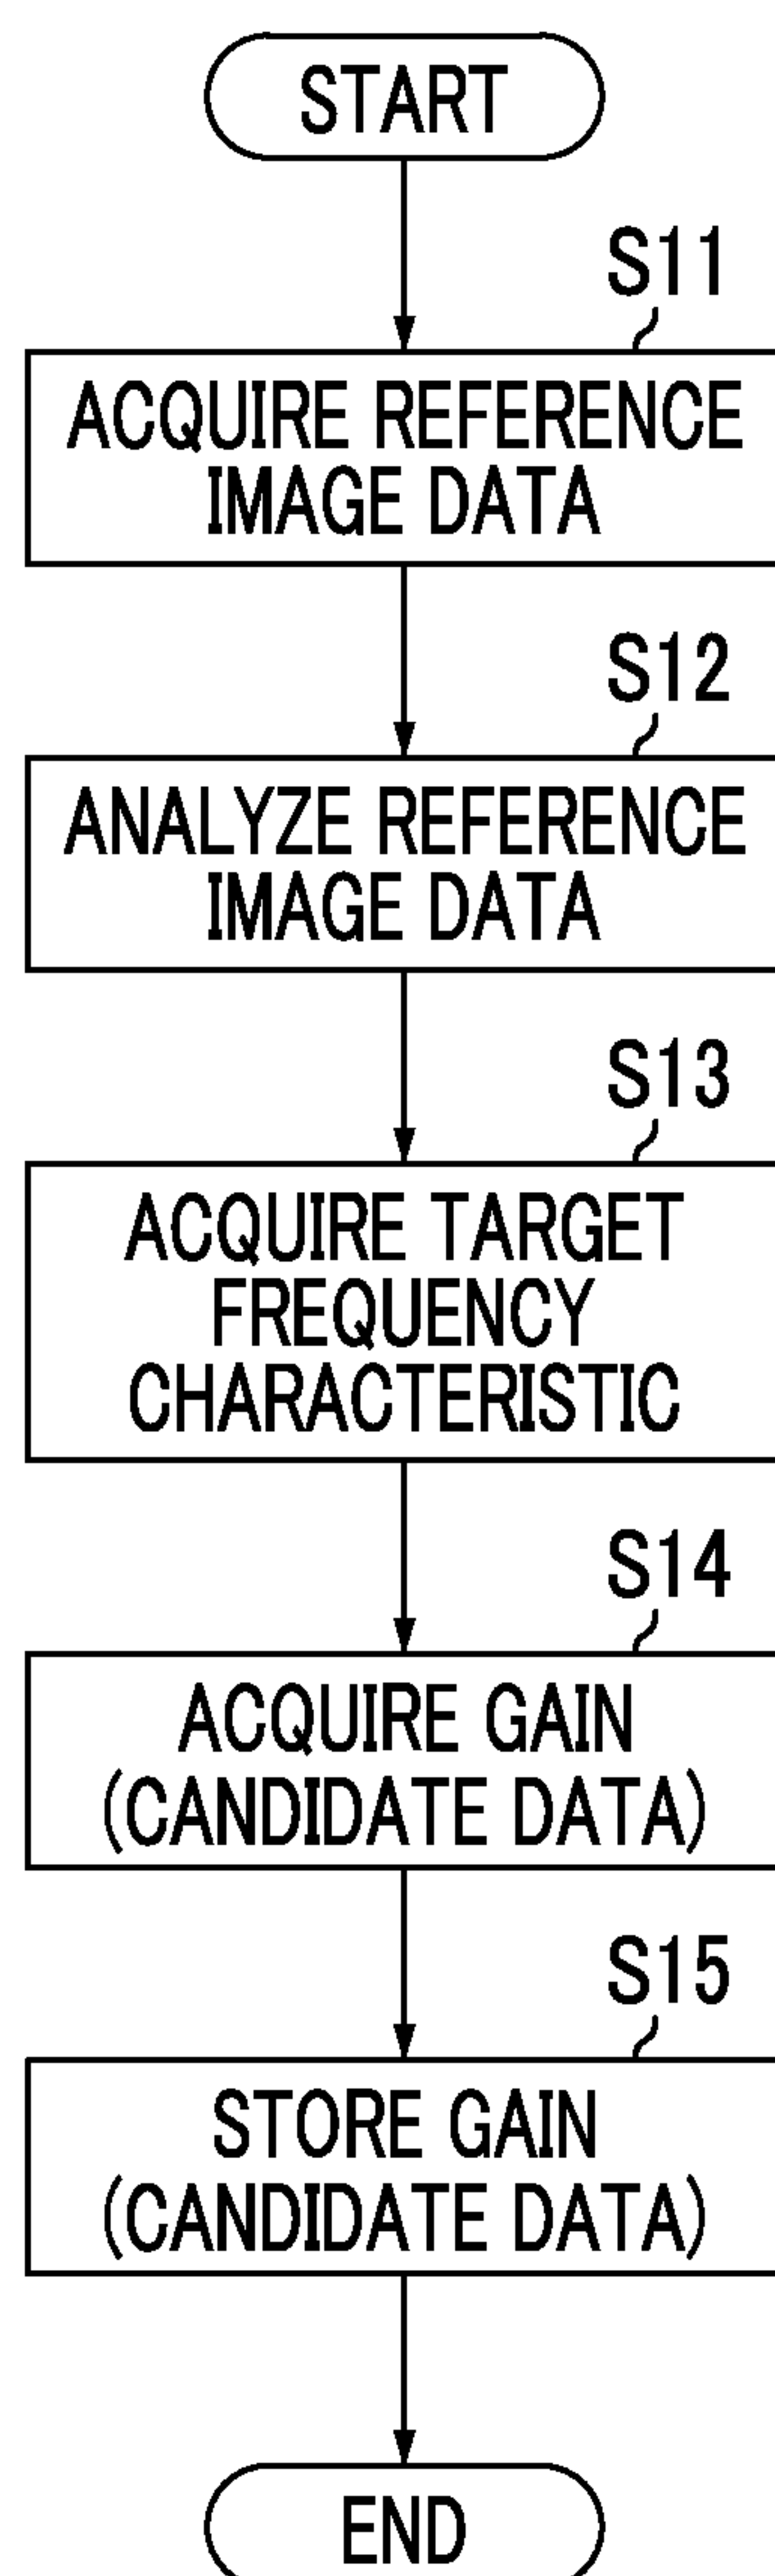 START
S11
ACQUIRE REFERENCE
IMAGE DATA
S12
ANALYZE REFERENCE
IMAGE DATA
S13
ACQUIRE TARGET
FREQUENCY
CHARACTERISTIC
S14
ACQUIRE GAIN
(CANDIDATE DATA)
S15
STORE GAIN
(CANDIDATE DATA)
END